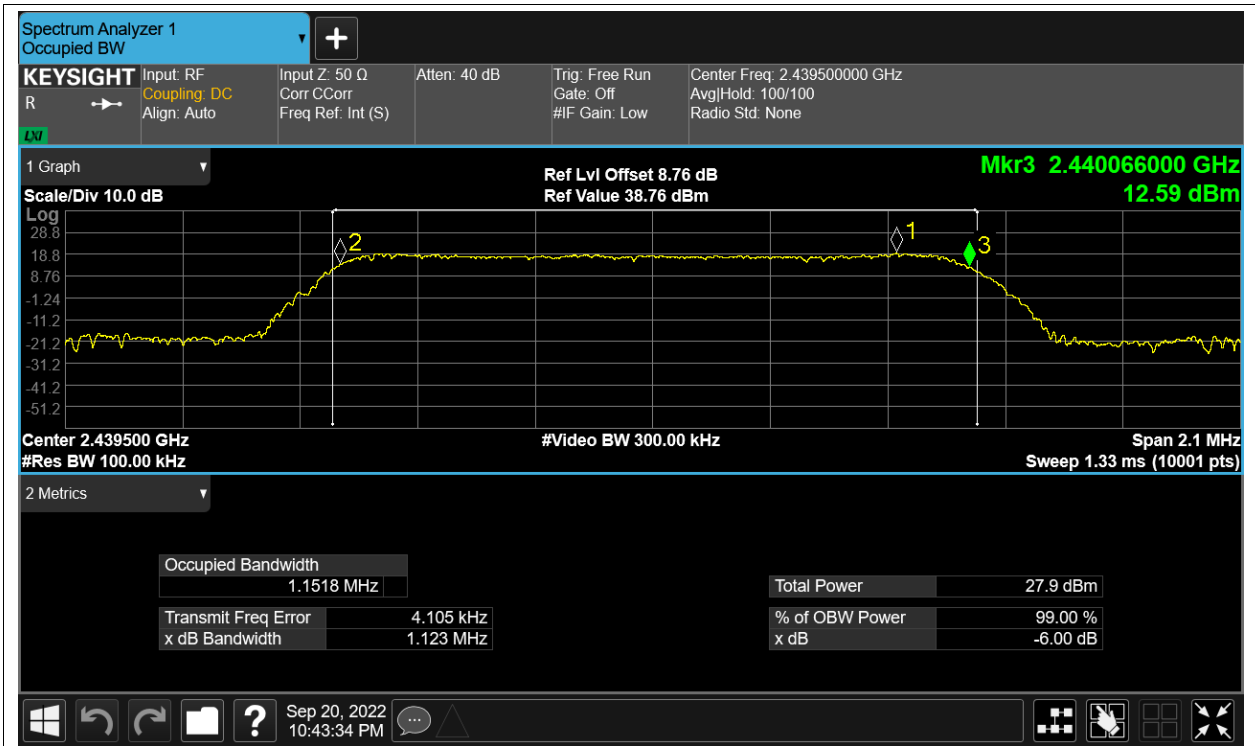 Spectrum Analyzer 1
Occupied BW
KEYSIGHT
R
LXI
Input: RF
Coupling: DC
Align: Auto
Input Z: 50 Ω
Corr CCorr
Freq Ref: Int (S)
Atten: 40 dB
Trig: Free Run
Gate: Off
#IF Gain: Low
Center Freq: 2.439500000 GHz
Avg|Hold: 100/100
Radio Std: None
1 Graph
Scale/Div 10.0 dB
Ref Lvl Offset 8.76 dB
Ref Value 38.76 dBm
Mkr3 2.440066000 GHz
12.59 dBm
Log
28.8
18.8
8.76
-1.24
-11.2
-21.2
-31.2
-41.2
-51.2
2
1
3
Center 2.439500 GHz
#Video BW 300.00 kHz
Span 2.1 MHz
#Res BW 100.00 kHz
Sweep 1.33 ms (10001 pts)
2 Metrics
Occupied Bandwidth
1.1518 MHz
Total Power 27.9 dBm
Transmit Freq Error 4.105 kHz
% of OBW Power 99.00 %
x dB Bandwidth 1.123 MHz
x dB -6.00 dB
?
Sep 20, 2022
10:43:34 PM